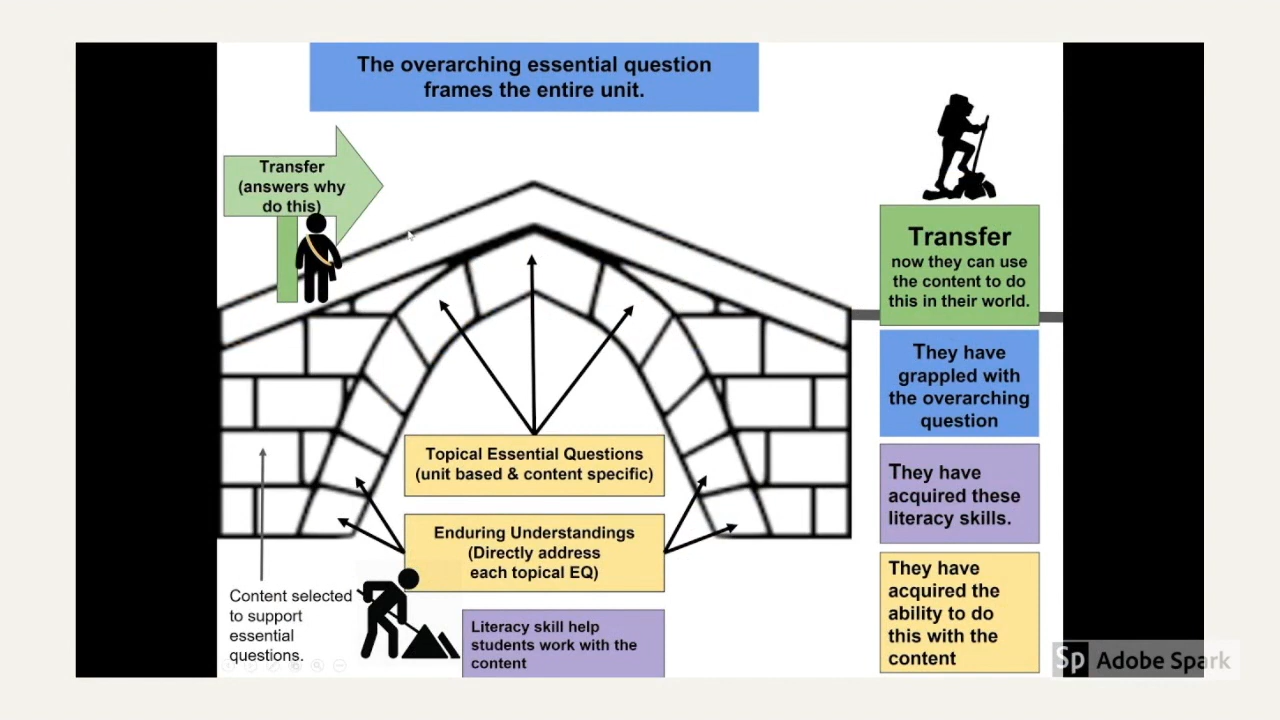 The overarching essential question
frames the entire unit.
Transfer
(answers why
do this)
Topical Essential Questions
(unit based & content specific)
Enduring Understandings
(Directly address
each topical EQ)
Content selected
to support
essential
questions.
Literacy skill help
students work with the
content
Transfer
now they can use
the content to do
this in their world.
They have
grappled with
the overarching
question
They have
acquired these
literacy skills.
They have
acquired the
ability to do
this with the
content
Sp Adobe Spark